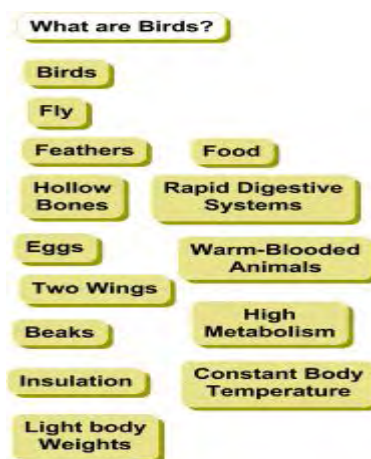 What are Birds?
Birds
Fly
Feathers
Food
Hollow
Bones
Rapid Digestive
Systems
Eggs
Warm-Blooded
Animals
Two Wings
High
Metabolism
Beaks
Insulation
Constant Body
Temperature
Light body
Weights